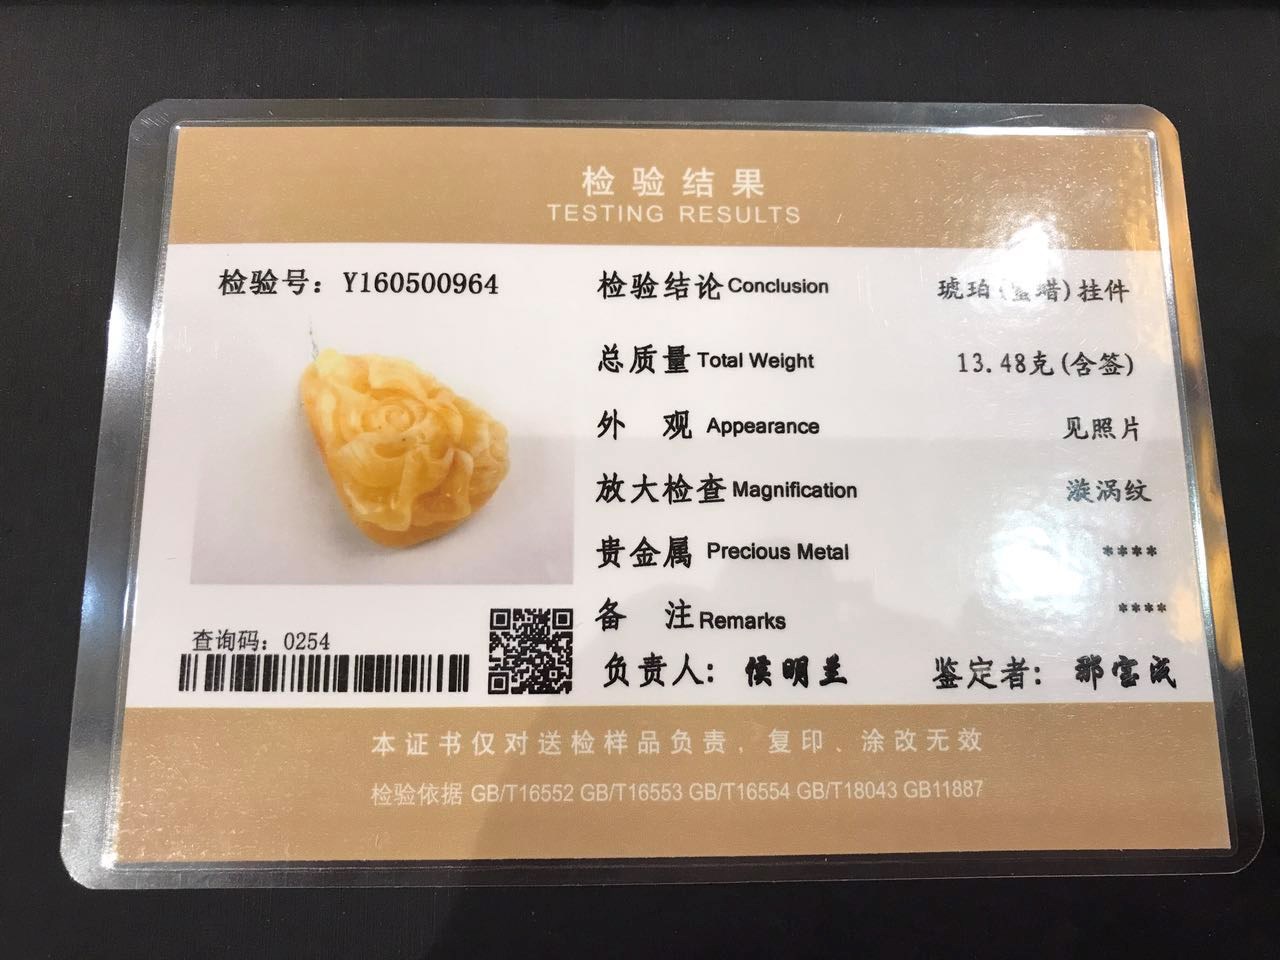 检验结果
TESTING RESULTS
检验号：Y160500964
检验结论 Conclusion 琥珀(蜜蜡)挂件
总质量 Total Weight 13.48克(含签)
外 观 Appearance 见照片
放大检查 Magnification 漩涡纹
贵金属 Precious Metal ****
备 注 Remarks ****
查询码：0254
负责人：侯明兰 鉴定者：
本证书仅对送检样品负责，复印、涂改无效
检验依据 GB/T16552 GB/T16553 GB/T16554 GB/T18043 GB11887